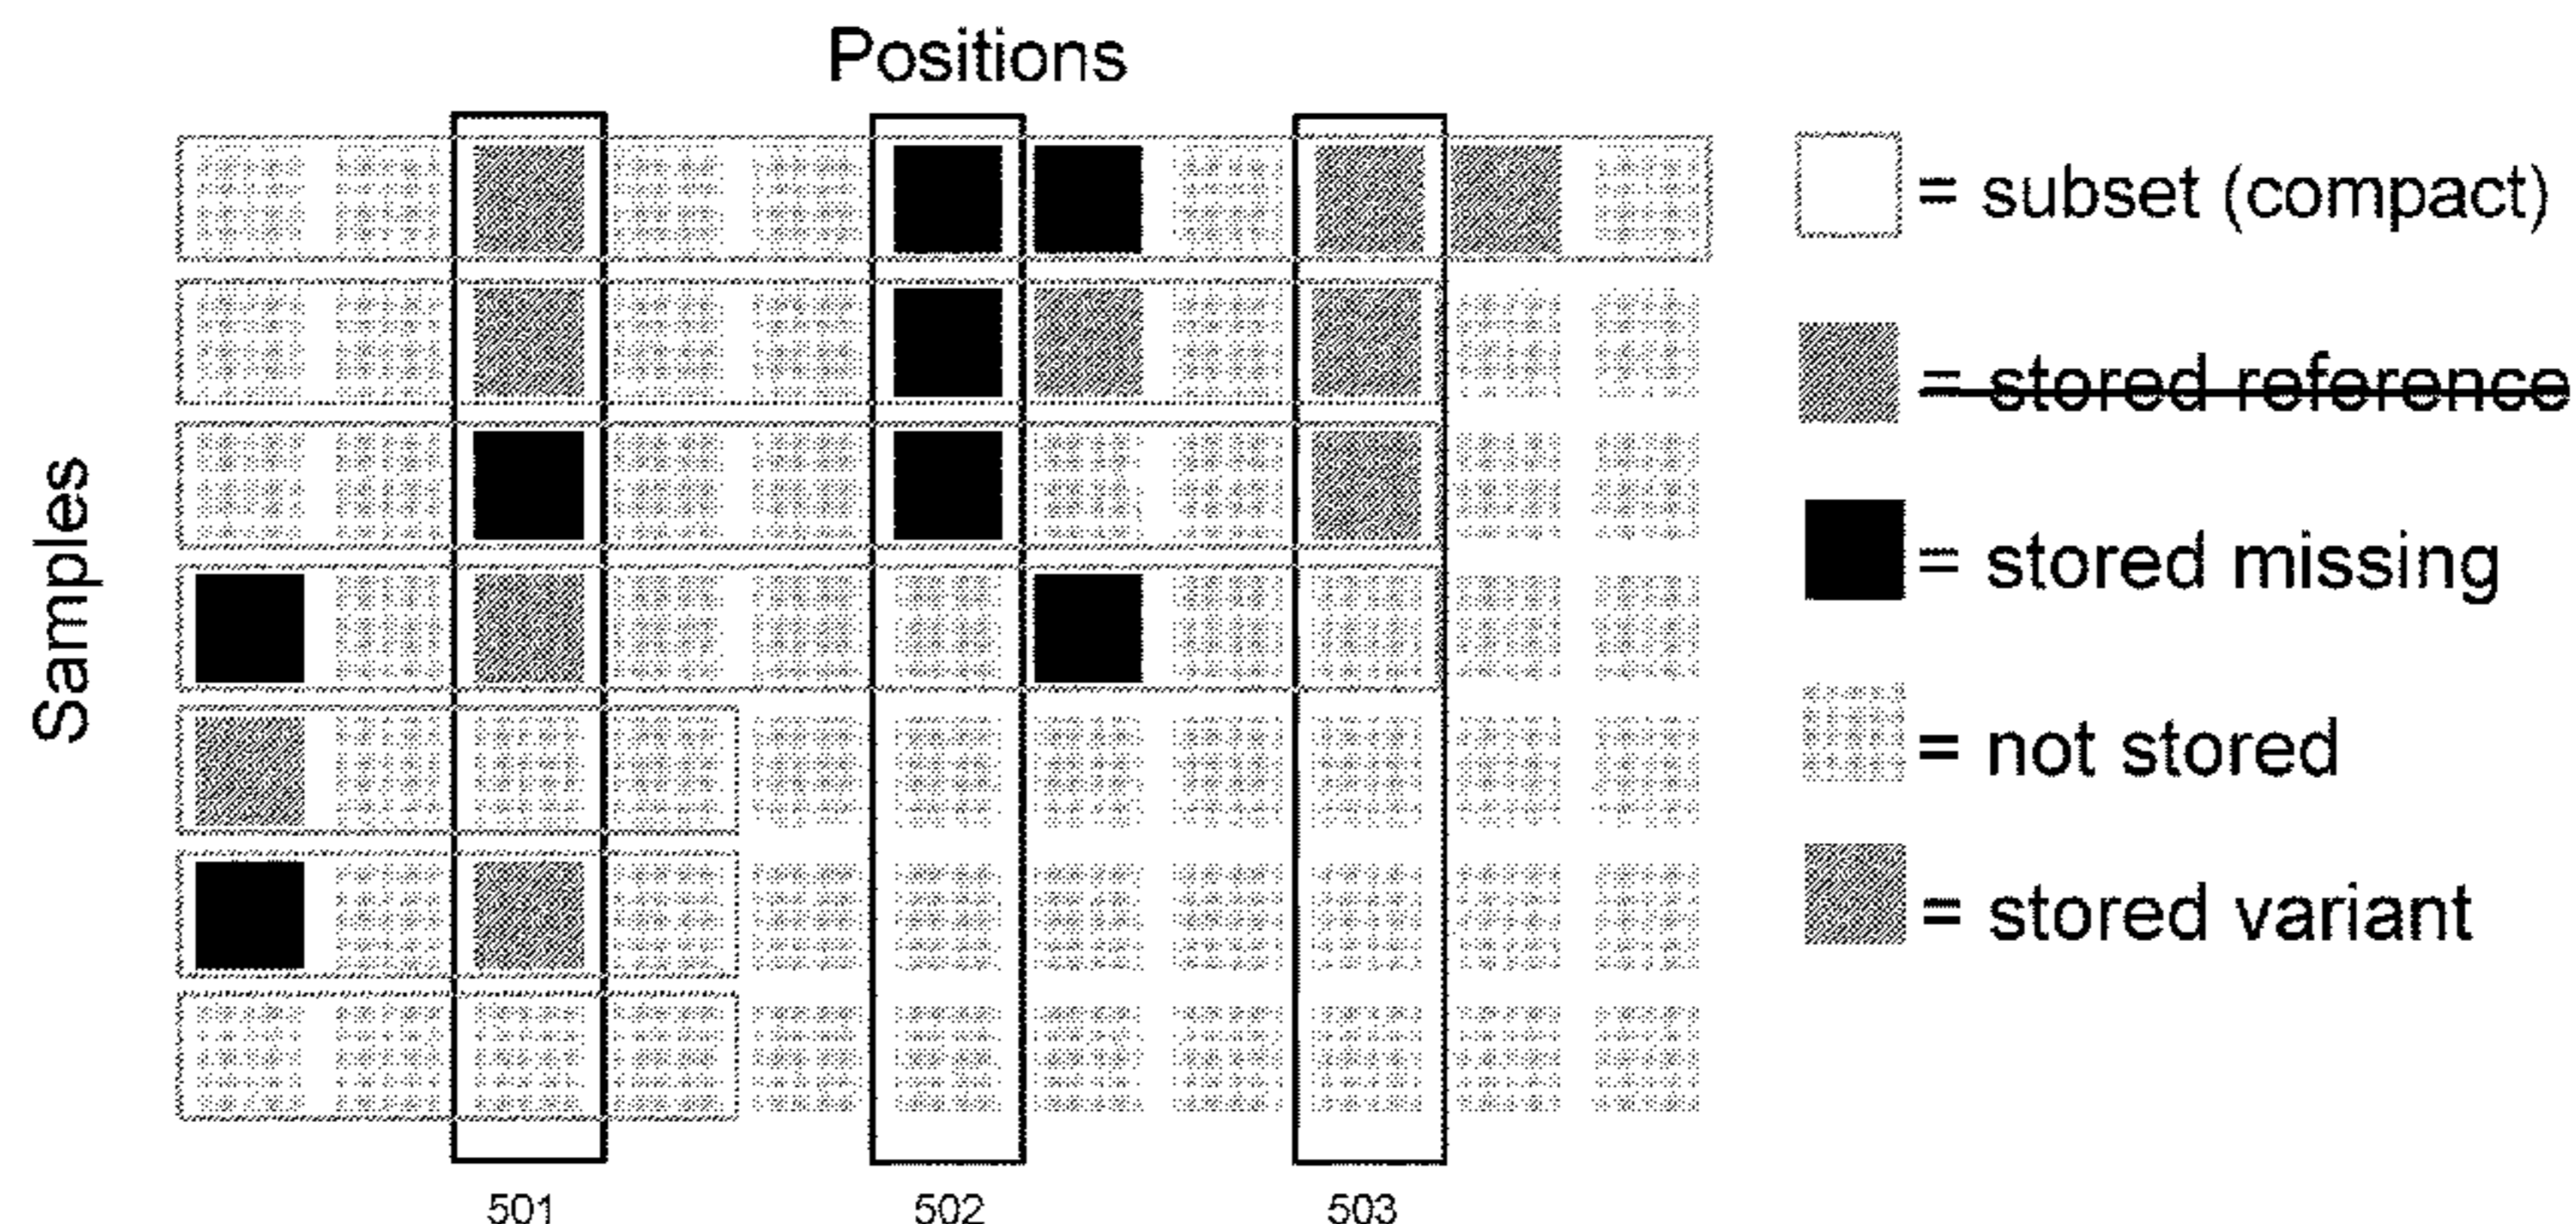 Positions
Samples
= subset (compact)
= stored reference
= stored missing
= not stored
= stored variant
501
502
503